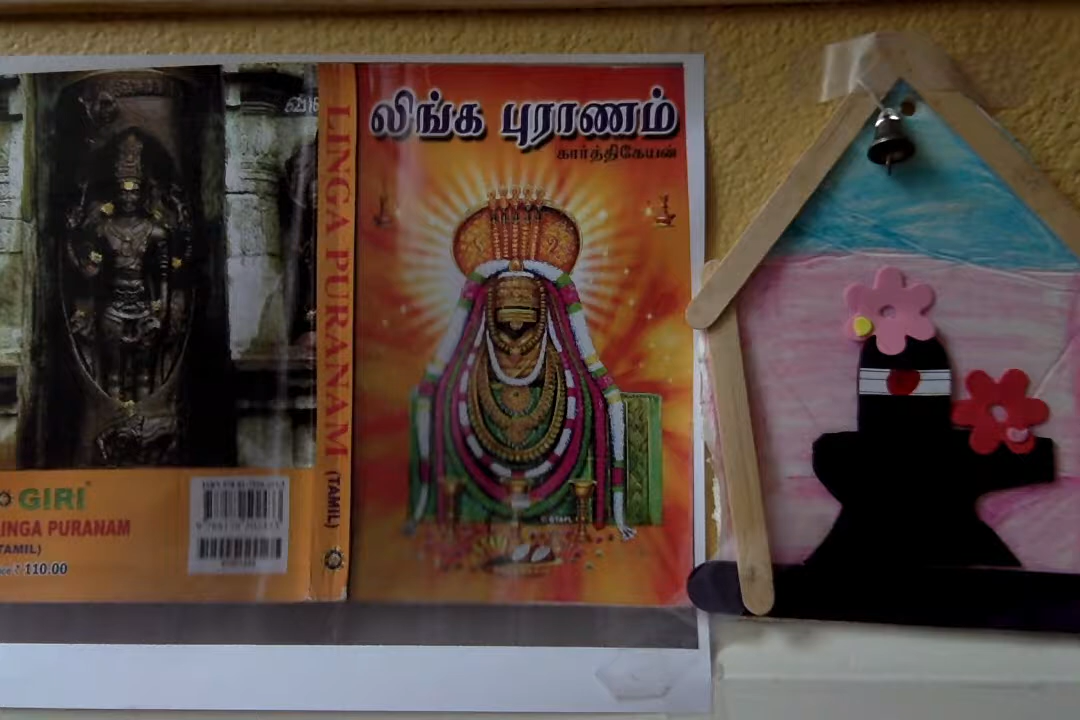 லிங்க புராணம்
கார்த்திகேயன்
LINGA PURANAM (TAMIL)
GIRI
LINGA PURANAM
(TAMIL)
₹ 110.00